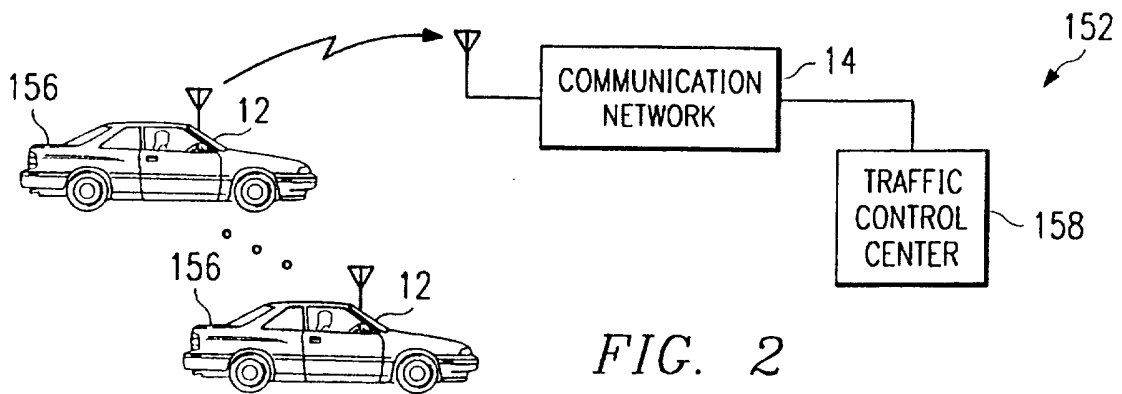 152
156
12
COMMUNICATION
NETWORK
14
TRAFFIC
CONTROL
CENTER
158
156
12
FIG. 2